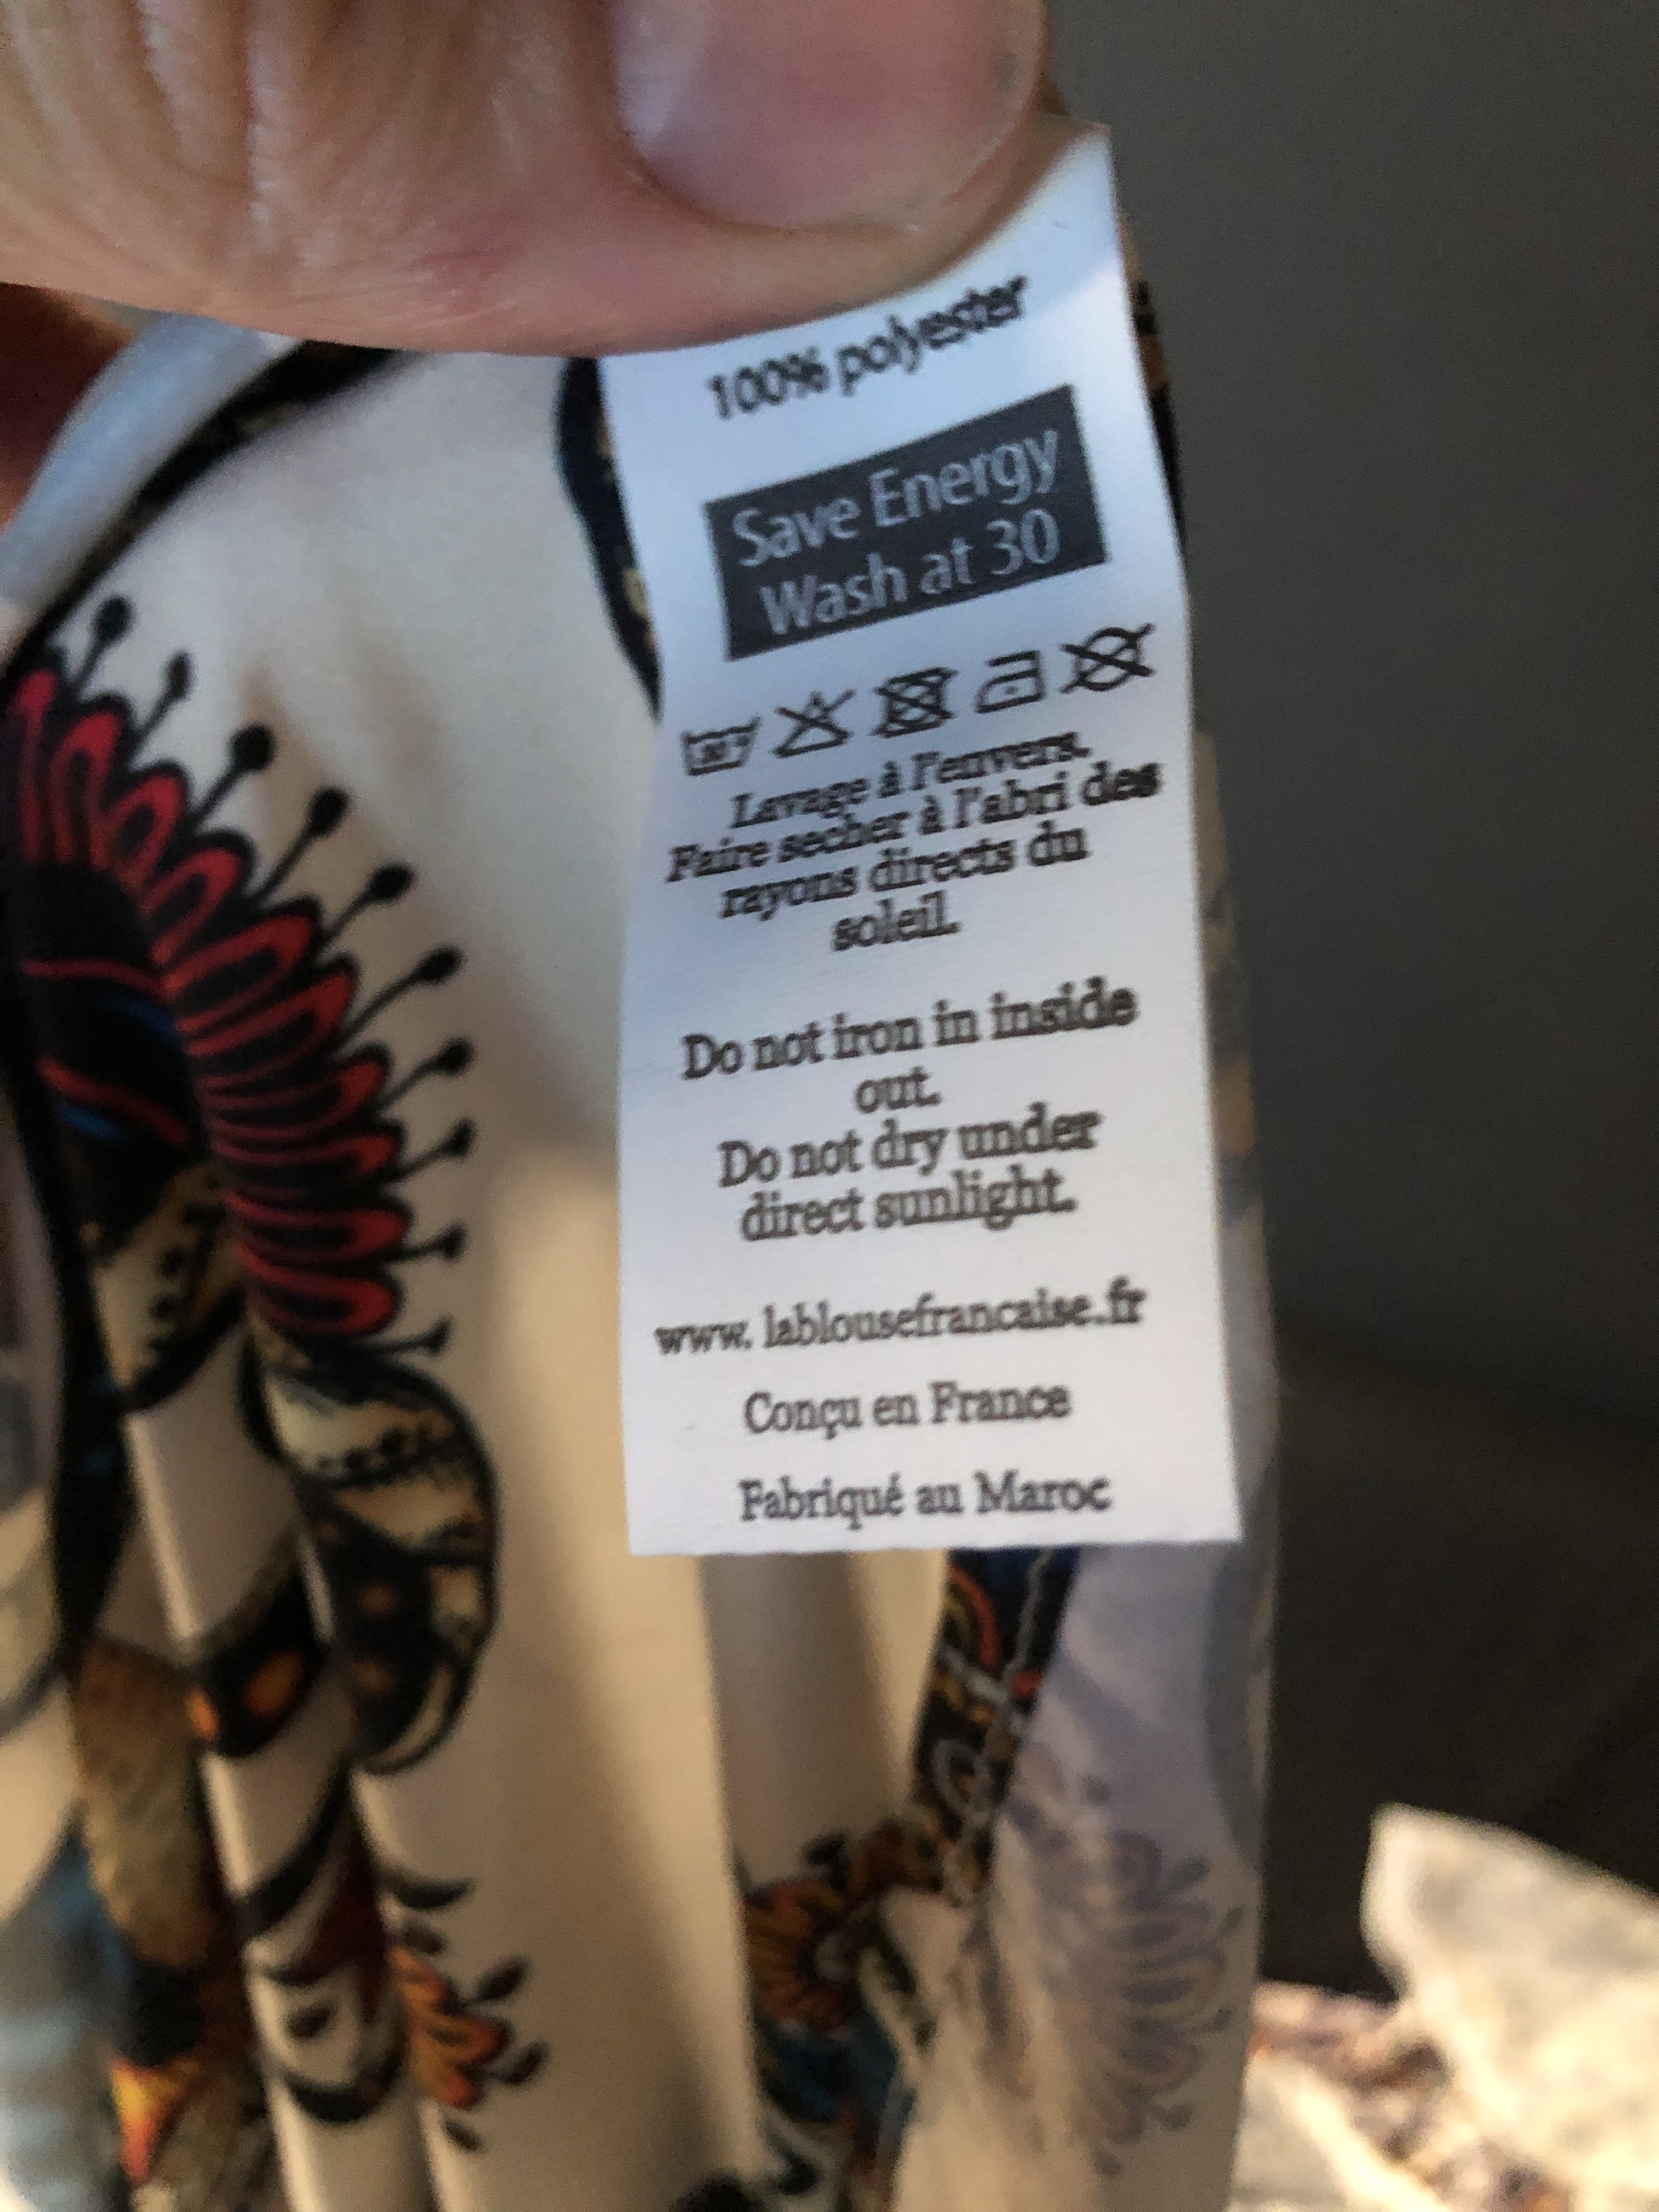 100% polyester
Save Energy
Wash at 30
30
Lavage à l'envers.
Faire secher à l'abri des
rayons directs du
soleil.
Do not iron in inside
out.
Do not dry under
direct sunlight.
www. lablousefrancaise.fr
Conçu en France
Fabriqué au Maroc